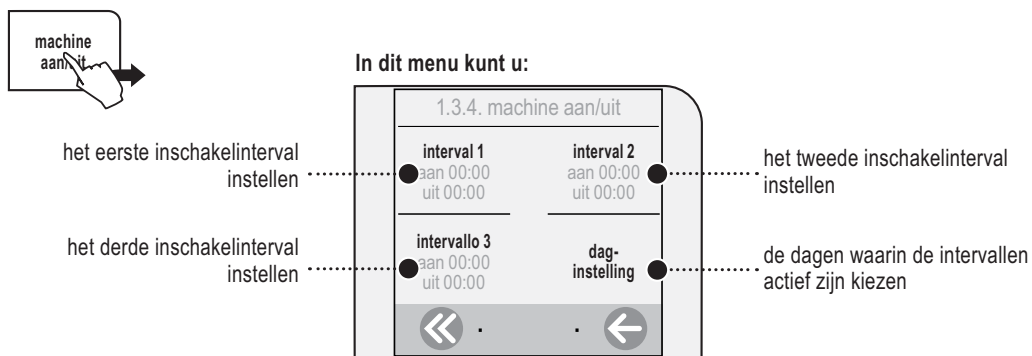 machine
aan/uit
In dit menu kunt u:
1.3.4. machine aan/uit
het eerste inschakelinterval
instellen
interval 1
aan 00:00
uit 00:00
interval 2
aan 00:00
uit 00:00
het tweede inschakelinterval
instellen
het derde inschakelinterval
instellen
intervallo 3
aan 00:00
uit 00:00
dag-
instelling
de dagen waarin de intervallen
actief zijn kiezen